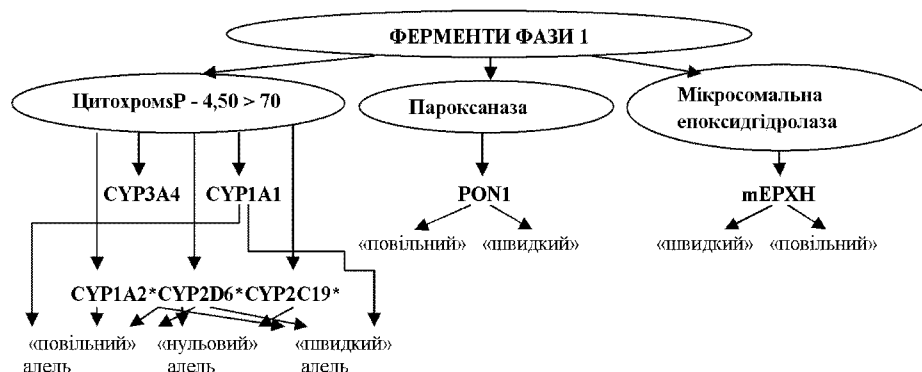 ФЕРМЕНТИ ФАЗИ 1
ЦитохромsP - 4,50 > 70
Пароксаназа
Мікросомальна
епоксидгідролаза
CYP3A4 CYP1A1 PON1 mEPXH
«повільний» «швидкий» «швидкий» «повільний»
CYP1A2*CYP2D6*CYP2C19*
«повільний» «нульовий» «швидкий»
алель алель алель